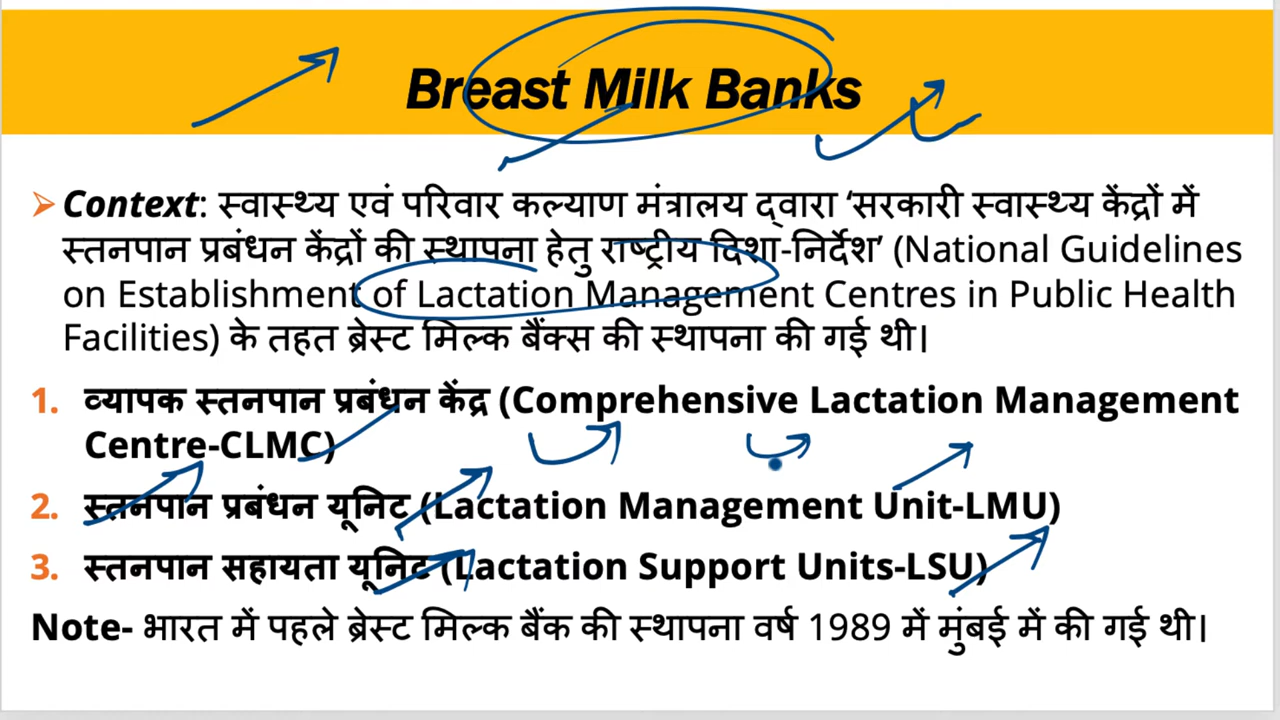 Breast Milk Banks
Context: स्वास्थ्य एवं परिवार कल्याण मंत्रालय द्वारा ‘सरकारी स्वास्थ्य केंद्रों में
स्तनपान प्रबंधन केंद्रों की स्थापना हेतु राष्ट्रीय दिशा-निर्देश’ (National Guidelines
on Establishment of Lactation Management Centres in Public Health
Facilities) के तहत ब्रेस्ट मिल्क बैंक्स की स्थापना की गई थी।
1. व्यापक स्तनपान प्रबंधन केंद्र (Comprehensive Lactation Management
Centre-CLMC)
2. स्तनपान प्रबंधन यूनिट (Lactation Management Unit-LMU)
3. स्तनपान सहायता यूनिट (Lactation Support Units-LSU)
Note- भारत में पहले ब्रेस्ट मिल्क बैंक की स्थापना वर्ष 1989 में मुंबई में की गई थी।